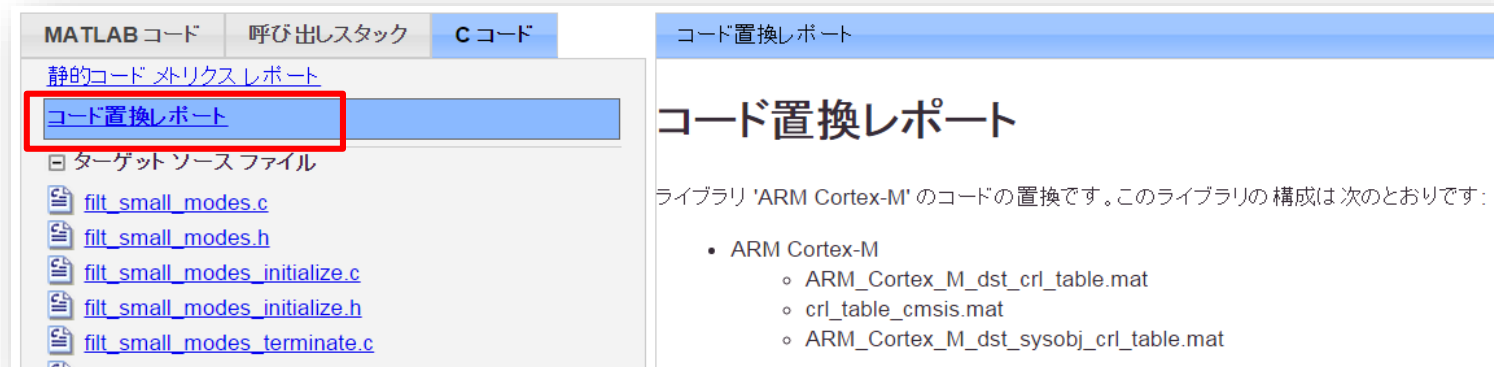 MATLAB コード
呼び出しスタック
C コード
静的コード メトリクス レポート
コード置換レポート
ターゲット ソース ファイル
filt_small_modes.c
filt_small_modes.h
filt_small_modes_initialize.c
filt_small_modes_initialize.h
filt_small_modes_terminate.c
コード置換レポート
コード置換レポート
ライブラリ 'ARM Cortex-M' のコードの置換です。このライブラリの構成は次のとおりです:
ARM Cortex-M
ARM_Cortex_M_dst_crl_table.mat
crl_table_cmsis.mat
ARM_Cortex_M_dst_sysobj_crl_table.mat